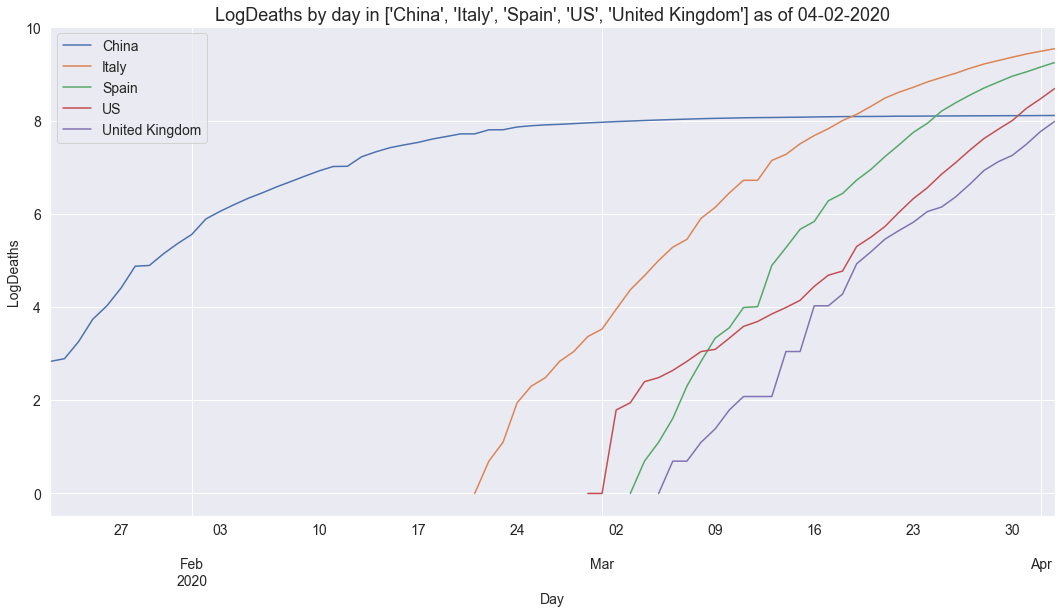 LogDeaths by day in ['China', 'Italy', 'Spain', 'US', 'United Kingdom'] as of 04-02-2020
China
Italy
Spain
US
United Kingdom
LogDeaths
10
8
6
4
2
0
27 03 10 17 24 02 09 16 23 30
Feb Mar Apr
2020
Day